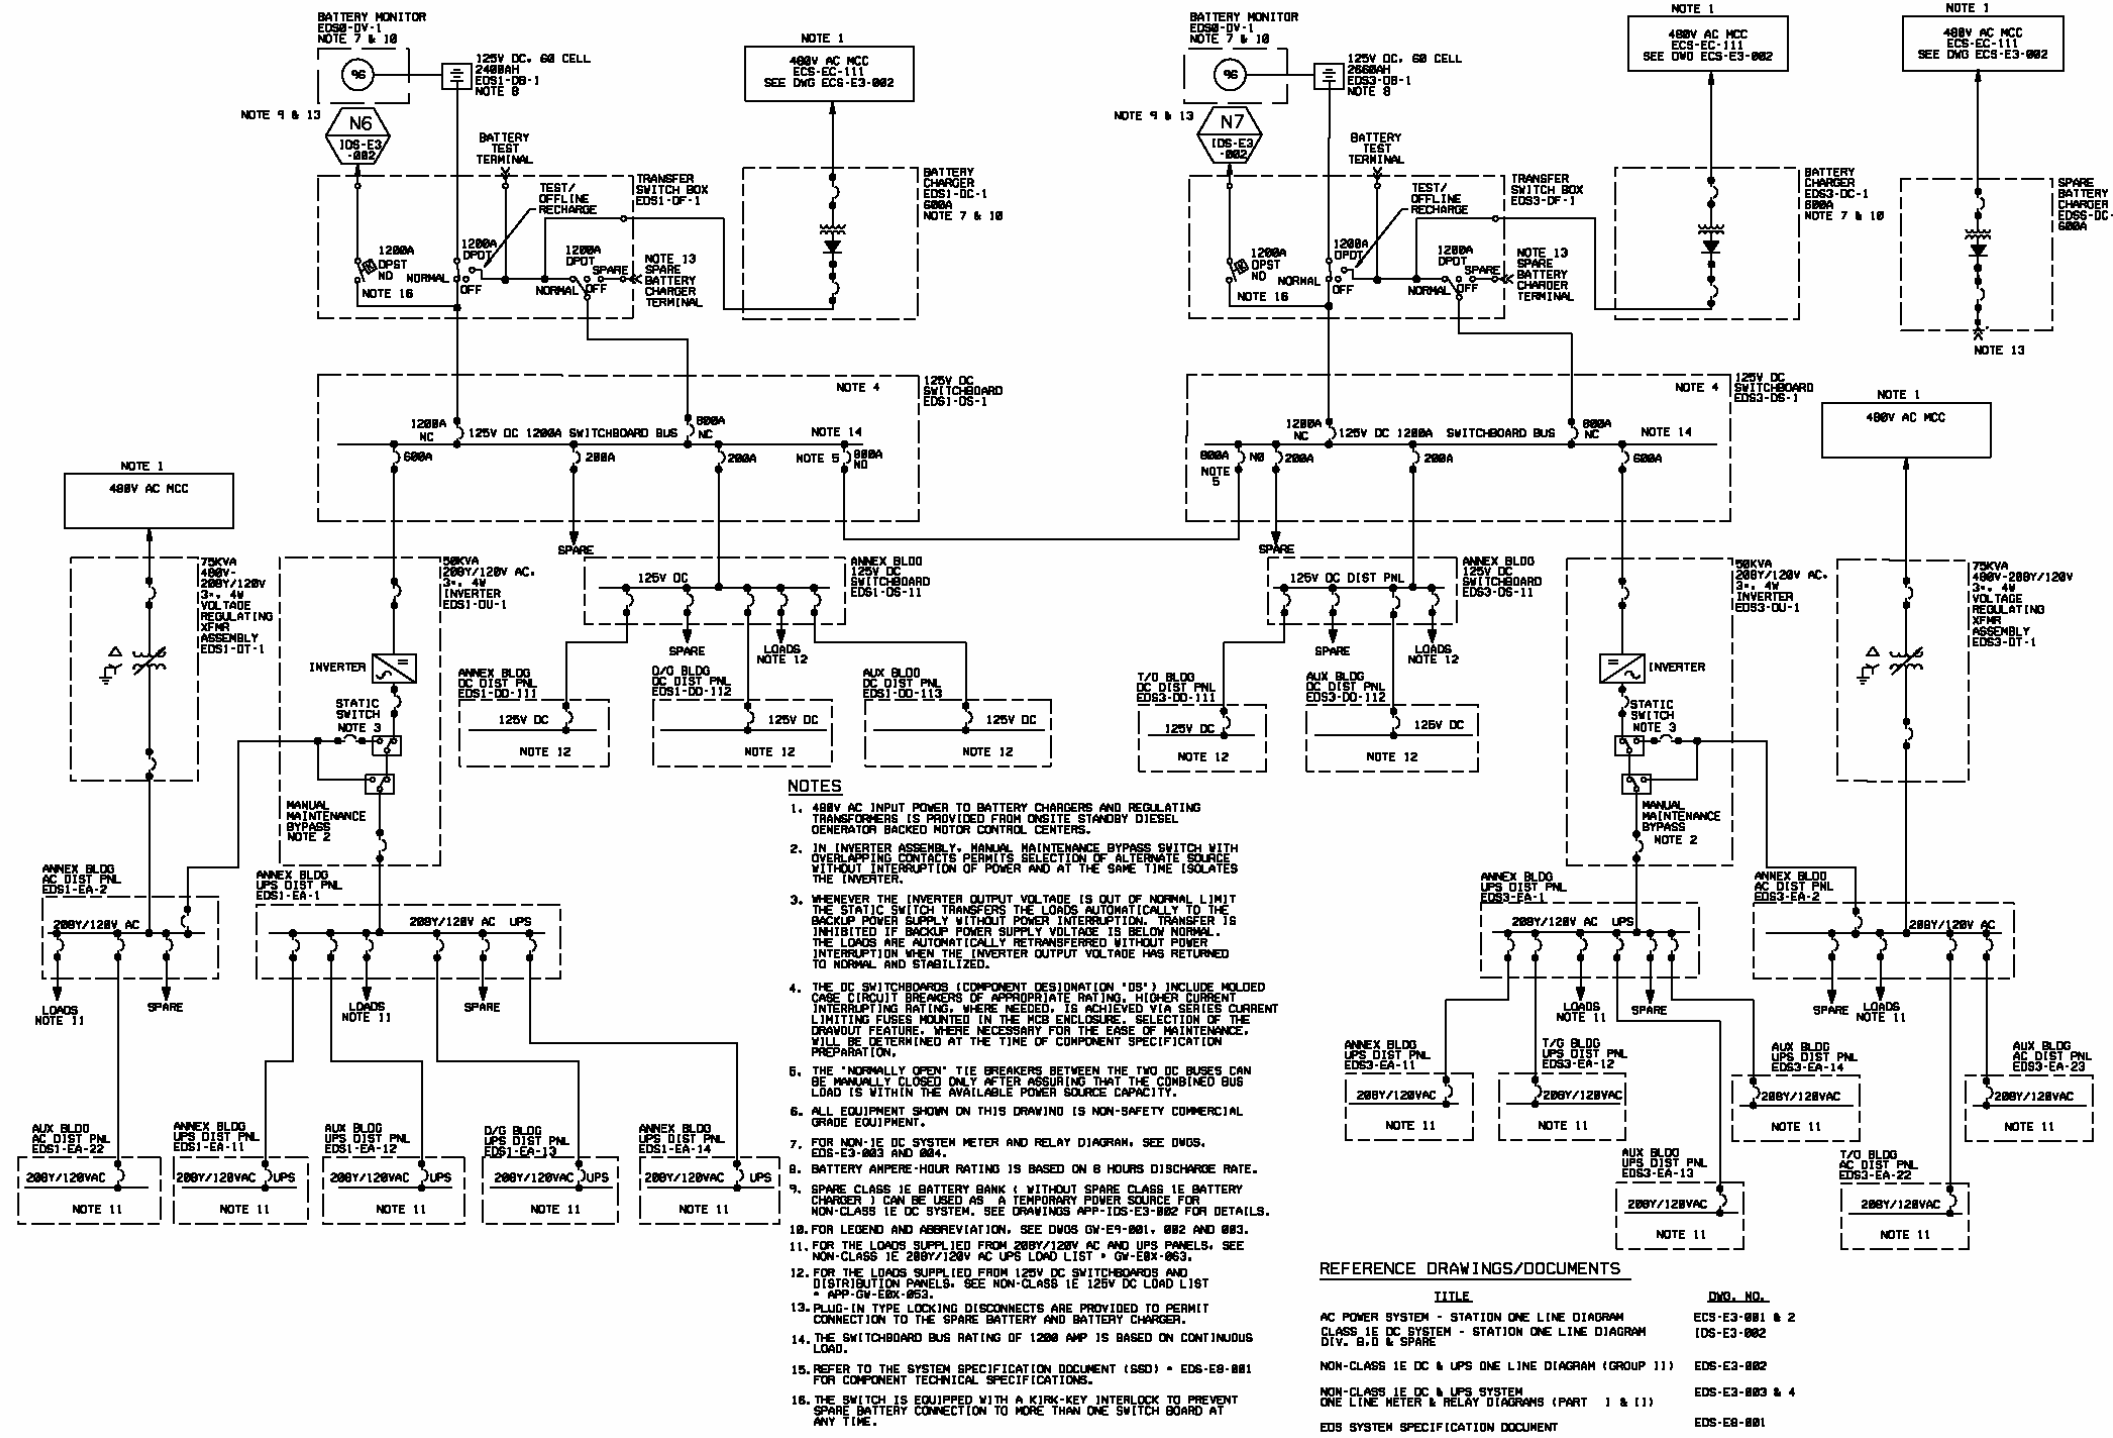 BATTERY MONITOR
EDS0-DV-1
NOTE 7 & 10
96
125V DC, 60 CELL
2400AH
EDS1-DB-1
NOTE 8
NOTE 9 & 13
N6
IDS-E3
-002
BATTERY
TEST
TERMINAL
NOTE 1
480V AC MCC
ECS-EC-111
SEE DWG ECS-E3-002
TRANSFER
SWITCH BOX
EDS1-DF-1
TEST/
OFFLINE
RECHARGE
1200A
DPST
NO
NOTE 16
1200A
DPDT
NORMAL
OFF
1200A
DPDT
SPARE
NORMAL
OFF
NOTE 13
SPARE
BATTERY
CHARGER
TERMINAL
BATTERY
CHARGER
EDS1-DC-1
600A
NOTE 7 & 10
BATTERY MONITOR
EDS0-DV-1
NOTE 7 & 10
96
125V DC, 60 CELL
2660AH
EDS3-DB-1
NOTE 8
NOTE 9 & 13
N7
IDS-E3
-002
BATTERY
TEST
TERMINAL
NOTE 1
480V AC MCC
ECS-EC-111
SEE DWG ECS-E3-002
NOTE 1
480V AC MCC
ECS-EC-111
SEE DWG ECS-E3-002
TRANSFER
SWITCH BOX
EDS3-DF-1
TEST/
OFFLINE
RECHARGE
1200A
DPST
NO
NOTE 16
1200A
DPDT
NORMAL
OFF
1200A
DPDT
SPARE
NORMAL
OFF
NOTE 13
SPARE
BATTERY
CHARGER
TERMINAL
BATTERY
CHARGER
EDS3-DC-1
NOTE 7 & 10
SPARE
BATTERY
CHARGER
EDSS-DC-
600A
NOTE 13
NOTE 4
125V DC
SWITCHBOARD
EDS1-DS-1
1200A
NC
125V DC 1200A SWITCHBOARD BUS
800A
NC
NOTE 14
600A
200A
200A
NOTE 5
800A
NO
SPARE
NOTE 4
125V DC
SWITCHBOARD
EDS3-DS-1
1200A
NC
125V DC 1200A SWITCHBOARD BUS
800A
NC
NOTE 14
800A
NO
NOTE
5
200A
200A
600A
SPARE
NOTE 1
480V AC MCC
NOTE 1
480V AC MCC
75KVA
480V-
208Y/120V
3ø, 4W
VOLTAGE
REGULATING
XFMR
ASSEMBLY
EDS1-DT-1
50KVA
208Y/120V AC,
3ø, 4W
INVERTER
EDS1-DU-1
INVERTER
STATIC
SWITCH
NOTE 3
MANUAL
MAINTENANCE
BYPASS
NOTE 2
125V DC
ANNEX BLDG
125V DC
SWITCHBOARD
EDS1-DS-11
SPARE
LOADS
NOTE 12
ANNEX BLDG
DC DIST PNL
EDS1-DD-111
125V DC
NOTE 12
D/G BLDG
DC DIST PNL
EDS1-DD-112
125V DC
NOTE 12
AUX BLDG
DC DIST PNL
EDS1-DD-113
125V DC
NOTE 12
125V DC DIST PNL
ANNEX BLDG
125V DC
SWITCHBOARD
EDS3-DS-11
SPARE
LOADS
NOTE 12
T/G BLDG
DC DIST PNL
EDS3-DD-111
125V DC
NOTE 12
AUX BLDG
DC DIST PNL
EDS3-DD-112
125V DC
NOTE 12
50KVA
208Y/120V AC,
3ø, 4W
INVERTER
EDS3-DU-1
INVERTER
STATIC
SWITCH
NOTE 3
MANUAL
MAINTENANCE
BYPASS
NOTE 2
75KVA
480V-208Y/120V
3ø, 4W
VOLTAGE
REGULATING
XFMR
ASSEMBLY
EDS3-DT-1
ANNEX BLDG
AC DIST PNL
EDS1-EA-2
208Y/120V AC
LOADS
NOTE 11
SPARE
ANNEX BLDG
UPS DIST PNL
EDS1-EA-1
208Y/120V AC UPS
LOADS
NOTE 11
SPARE
AUX BLDG
AC DIST PNL
EDS1-EA-22
208Y/120VAC
NOTE 11
ANNEX BLDG
UPS DIST PNL
EDS1-EA-11
208Y/120VAC UPS
NOTE 11
AUX BLDG
UPS DIST PNL
EDS1-EA-12
208Y/120VAC UPS
NOTE 11
D/G BLDG
UPS DIST PNL
EDS1-EA-13
208Y/120VAC UPS
NOTE 11
ANNEX BLDG
UPS DIST PNL
EDS1-EA-14
208Y/120VAC UPS
NOTE 11
ANNEX BLDG
UPS DIST PNL
EDS3-EA-1
208Y/120V AC UPS
LOADS
NOTE 11
SPARE
ANNEX BLDG
AC DIST PNL
EDS3-EA-2
208Y/120V AC
SPARE
LOADS
NOTE 11
ANNEX BLDG
UPS DIST PNL
EDS3-EA-11
208Y/120VAC
NOTE 11
T/G BLDG
UPS DIST PNL
EDS3-EA-12
208Y/120VAC
NOTE 11
AUX BLDG
UPS DIST PNL
EDS3-EA-14
208Y/120VAC
NOTE 11
AUX BLDG
AC DIST PNL
EDS3-EA-23
208Y/120VAC
NOTE 11
AUX BLDG
UPS DIST PNL
EDS3-EA-13
208Y/120VAC
NOTE 11
T/G BLDG
AC DIST PNL
EDS3-EA-22
208Y/120VAC
NOTE 11
NOTES
1. 480V AC INPUT POWER TO BATTERY CHARGERS AND REGULATING
TRANSFORMERS IS PROVIDED FROM ONSITE STANDBY DIESEL
GENERATOR BACKED MOTOR CONTROL CENTERS.
2. IN INVERTER ASSEMBLY, MANUAL MAINTENANCE BYPASS SWITCH WITH
OVERLAPPING CONTACTS PERMITS SELECTION OF ALTERNATE SOURCE
WITHOUT INTERRUPTION OF POWER AND AT THE SAME TIME ISOLATES
THE INVERTER.
3. WHENEVER THE INVERTER OUTPUT VOLTAGE IS OUT OF NORMAL LIMIT
THE STATIC SWITCH TRANSFERS THE LOADS AUTOMATICALLY TO THE
BACKUP POWER SUPPLY WITHOUT POWER INTERRUPTION. TRANSFER IS
INHIBITED IF BACKUP POWER SUPPLY VOLTAGE IS BELOW NORMAL.
THE LOADS ARE AUTOMATICALLY RETRANSFERRED WITHOUT POWER
INTERRUPTION WHEN THE INVERTER OUTPUT VOLTAGE HAS RETURNED
TO NORMAL AND STABILIZED.
4. THE DC SWITCHBOARDS (COMPONENT DESIGNATION "DS") INCLUDE MOLDED
CASE CIRCUIT BREAKERS OF APPROPRIATE RATING. HIGHER CURRENT
INTERRUPTING RATING, WHERE NEEDED, IS ACHIEVED VIA SERIES CURRENT
LIMITING FUSES MOUNTED IN THE MCB ENCLOSURE. SELECTION OF THE
DRAWOUT FEATURE, WHERE NECESSARY FOR THE EASE OF MAINTENANCE,
WILL BE DETERMINED AT THE TIME OF COMPONENT SPECIFICATION
PREPARATION.
5. THE "NORMALLY OPEN" TIE BREAKERS BETWEEN THE TWO DC BUSES CAN
BE MANUALLY CLOSED ONLY AFTER ASSURING THAT THE COMBINED BUS
LOAD IS WITHIN THE AVAILABLE POWER SOURCE CAPACITY.
6. ALL EQUIPMENT SHOWN ON THIS DRAWING IS NON-SAFETY COMMERCIAL
GRADE EQUIPMENT.
7. FOR NON-1E DC SYSTEM METER AND RELAY DIAGRAM, SEE DWGS.
EDS-E3-003 AND 004.
8. BATTERY AMPERE-HOUR RATING IS BASED ON 8 HOURS DISCHARGE RATE.
9. SPARE CLASS 1E BATTERY BANK ( WITHOUT SPARE CLASS 1E BATTERY
CHARGER ) CAN BE USED AS A TEMPORARY POWER SOURCE FOR
NON-CLASS 1E DC SYSTEM. SEE DRAWINGS APP-IDS-E3-002 FOR DETAILS.
10. FOR LEGEND AND ABBREVIATION, SEE DWGS GW-E9-001, 002 AND 003.
11. FOR THE LOADS SUPPLIED FROM 208Y/120V AC AND UPS PANELS, SEE
NON-CLASS 1E 208Y/120V AC UPS LOAD LIST * GW-E0X-063.
12. FOR THE LOADS SUPPLIED FROM 125V DC SWITCHBOARDS AND
DISTRIBUTION PANELS, SEE NON-CLASS 1E 125V DC LOAD LIST
* APP-GW-E0X-053.
13. PLUG-IN TYPE LOCKING DISCONNECTS ARE PROVIDED TO PERMIT
CONNECTION TO THE SPARE BATTERY AND BATTERY CHARGER.
14. THE SWITCHBOARD BUS RATING OF 1200 AMP IS BASED ON CONTINUOUS
LOAD.
15. REFER TO THE SYSTEM SPECIFICATION DOCUMENT (SSD) * EDS-E8-001
FOR COMPONENT TECHNICAL SPECIFICATIONS.
16. THE SWITCH IS EQUIPPED WITH A KIRK-KEY INTERLOCK TO PREVENT
SPARE BATTERY CONNECTION TO MORE THAN ONE SWITCH BOARD AT
ANY TIME.
REFERENCE DRAWINGS/DOCUMENTS
TITLE DWG. NO.
AC POWER SYSTEM - STATION ONE LINE DIAGRAM ECS-E3-001 & 2
CLASS 1E DC SYSTEM - STATION ONE LINE DIAGRAM IDS-E3-002
DIV. B,D & SPARE
NON-CLASS 1E DC & UPS ONE LINE DIAGRAM (GROUP II) EDS-E3-002
NON-CLASS 1E DC & UPS SYSTEM EDS-E3-003 & 4
ONE LINE METER & RELAY DIAGRAMS (PART I & II)
EDS SYSTEM SPECIFICATION DOCUMENT EDS-E8-001